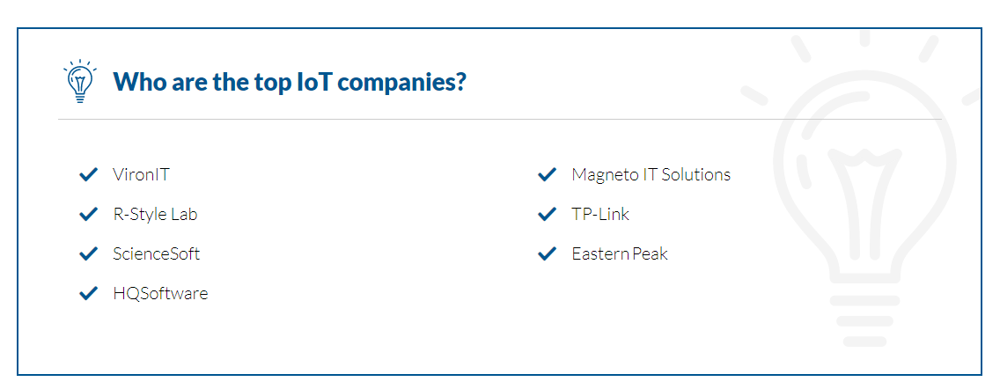 Who are the top IoT companies?
VironIT
R-Style Lab
ScienceSoft
HQSoftware
Magneto IT Solutions
TP-Link
Eastern Peak